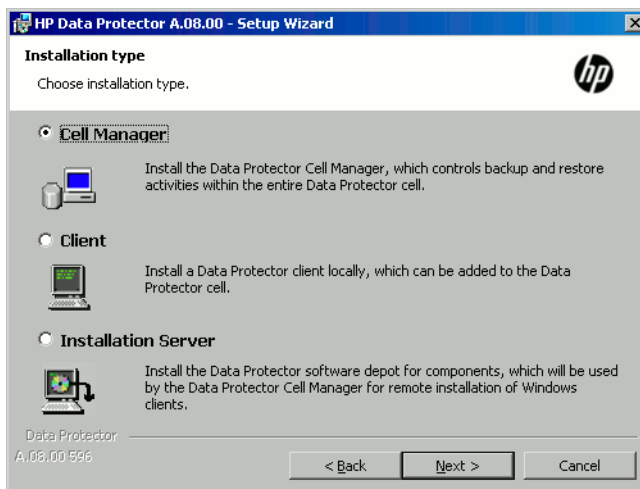 HP Data Protector A.08.00 - Setup Wizard
Installation type
Choose installation type.
hp
Cell Manager
Install the Data Protector Cell Manager, which controls backup and restore
activities within the entire Data Protector cell.
Client
Install a Data Protector client locally, which can be added to the Data
Protector cell.
Installation Server
Install the Data Protector software depot for components, which will be used
by the Data Protector Cell Manager for remote installation of Windows
clients.
Data Protector
A.08.00 596
< Back
Next >
Cancel